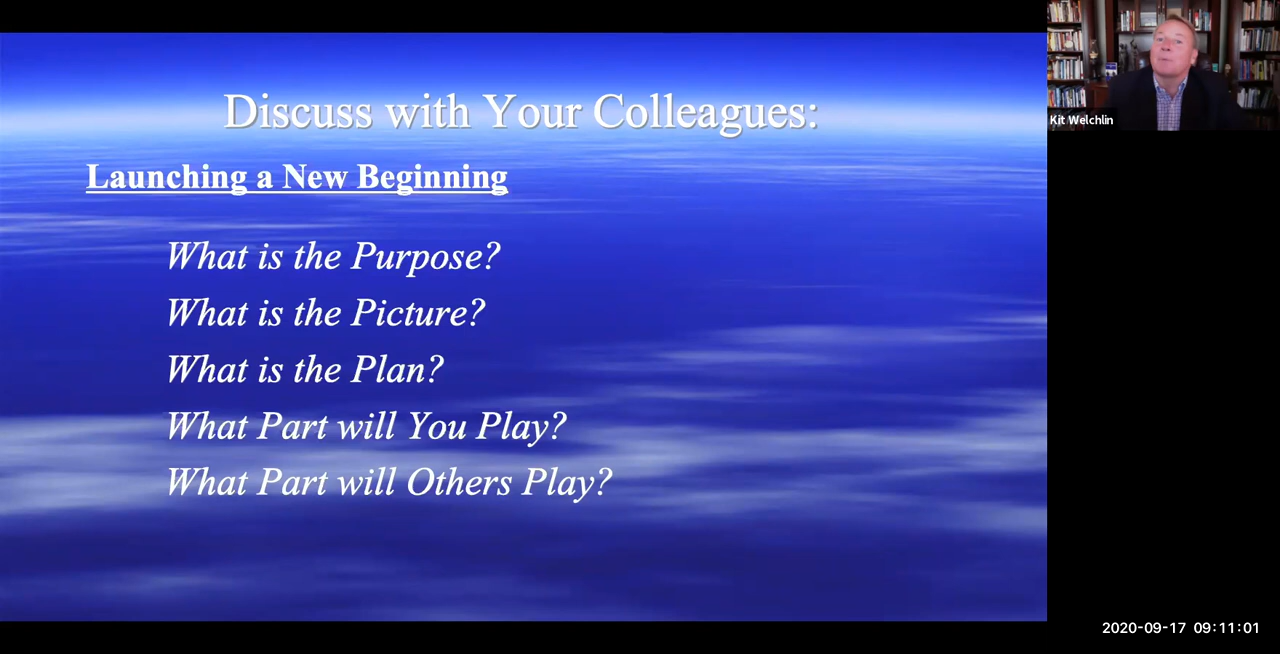 Discuss with Your Colleagues:
Launching a New Beginning
What is the Purpose?
What is the Picture?
What is the Plan?
What Part will You Play?
What Part will Others Play?
Kit Welchlin
2020-09-17 09:11:01